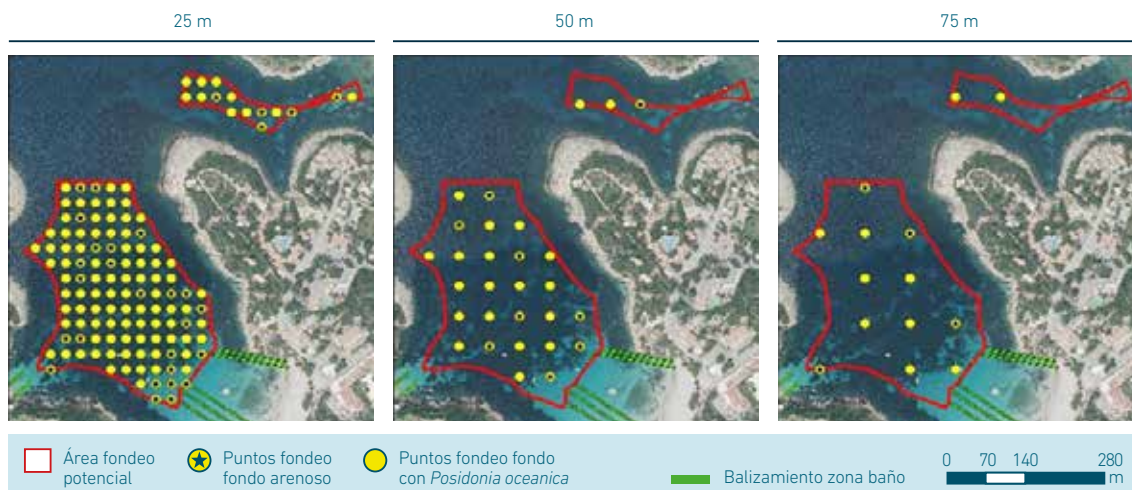 25 m
50 m
75 m
Área fondeo
potencial
Puntos fondeo
fondo arenoso
Puntos fondeo fondo
con Posidonia oceanica
Balizamiento zona baño
0 70 140 280
m